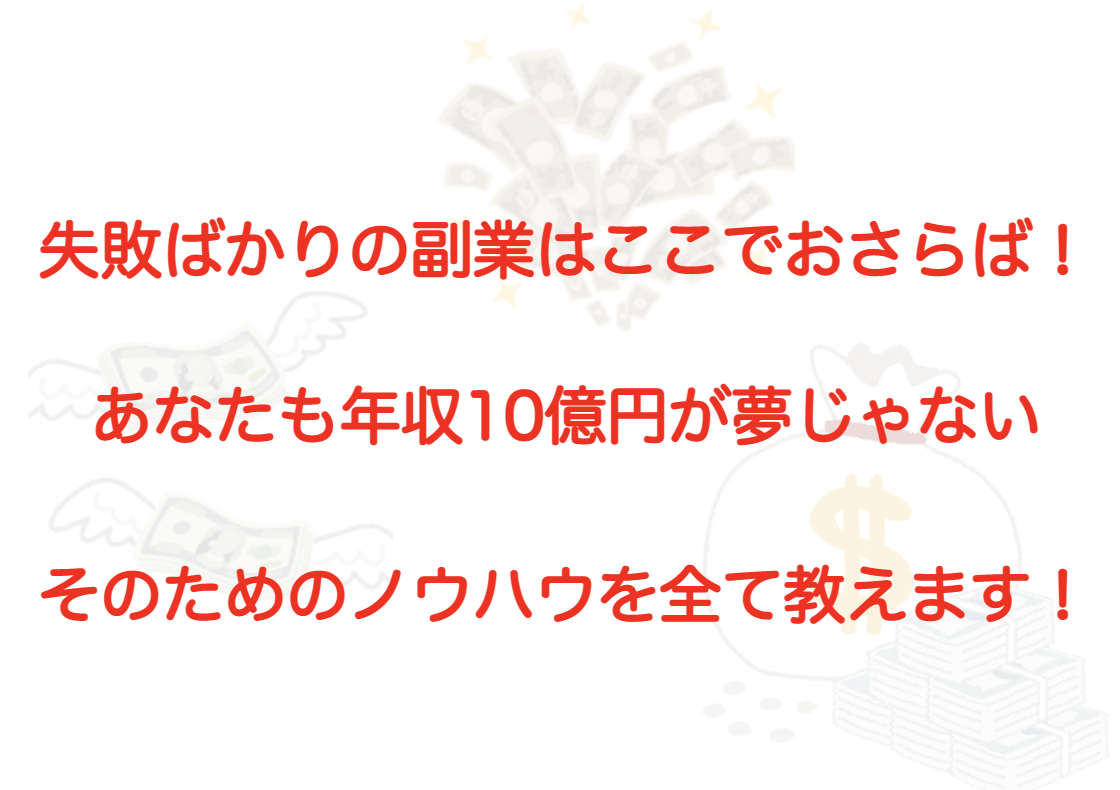 失敗ばかりの副業はここでおさらば！
あなたも年収10億円が夢じゃない
そのためのノウハウを全て教えます！